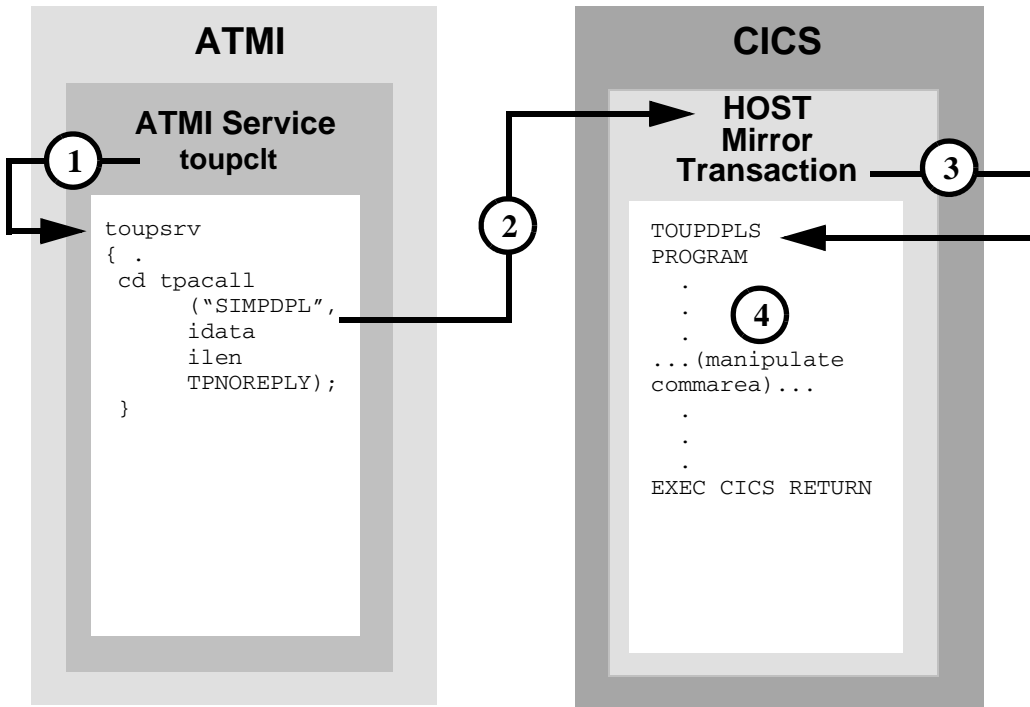 ATMI
ATMI Service
toupclt
1
toupsrv
{ .
cd tpacall
(“SIMPDPL”,
idata
ilen
TPNOREPLY);
}
2
CICS
HOST
Mirror
Transaction
3
TOUPDPLS
PROGRAM
.
.
.
4
...(manipulate
commarea)...
.
.
.
EXEC CICS RETURN